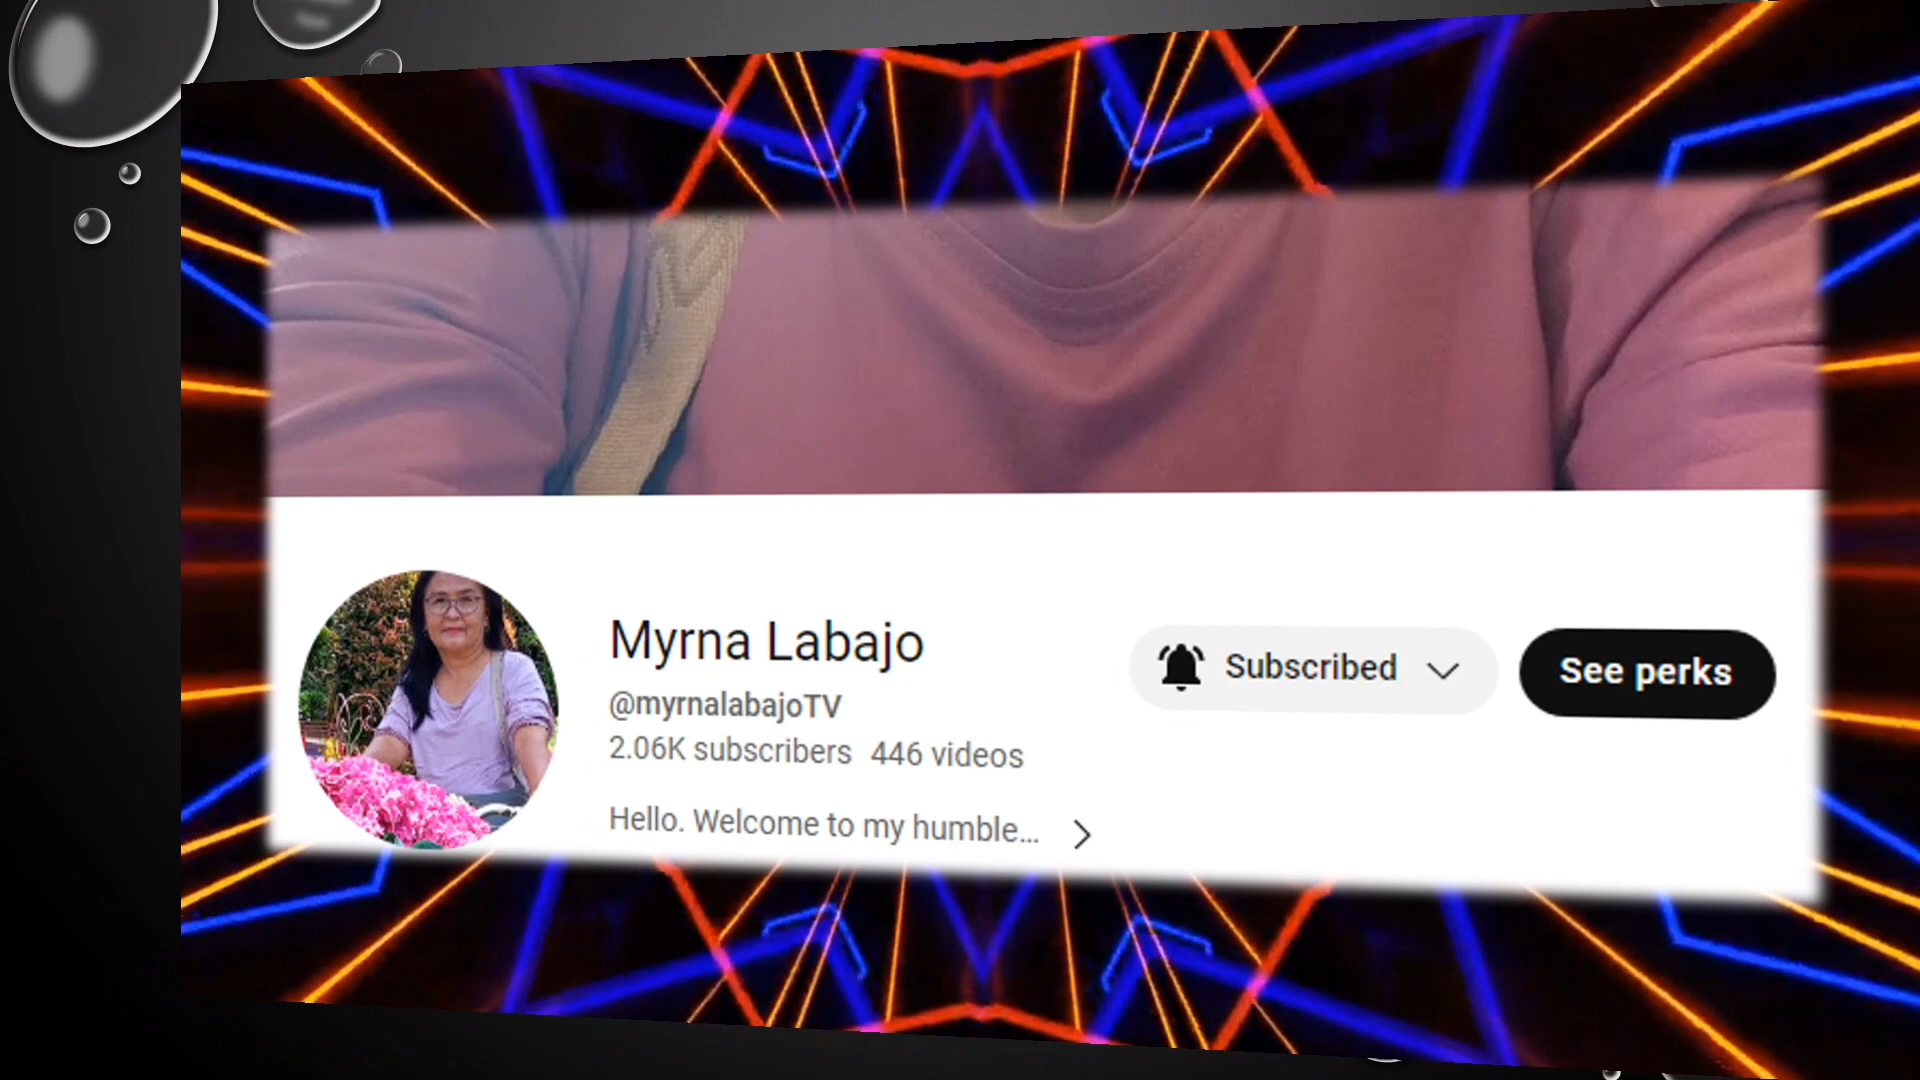 Myrna Labajo
@myrnalabajoTV
2.06K subscribers 446 videos
Hello. Welcome to my humble...
Subscribed
See perks